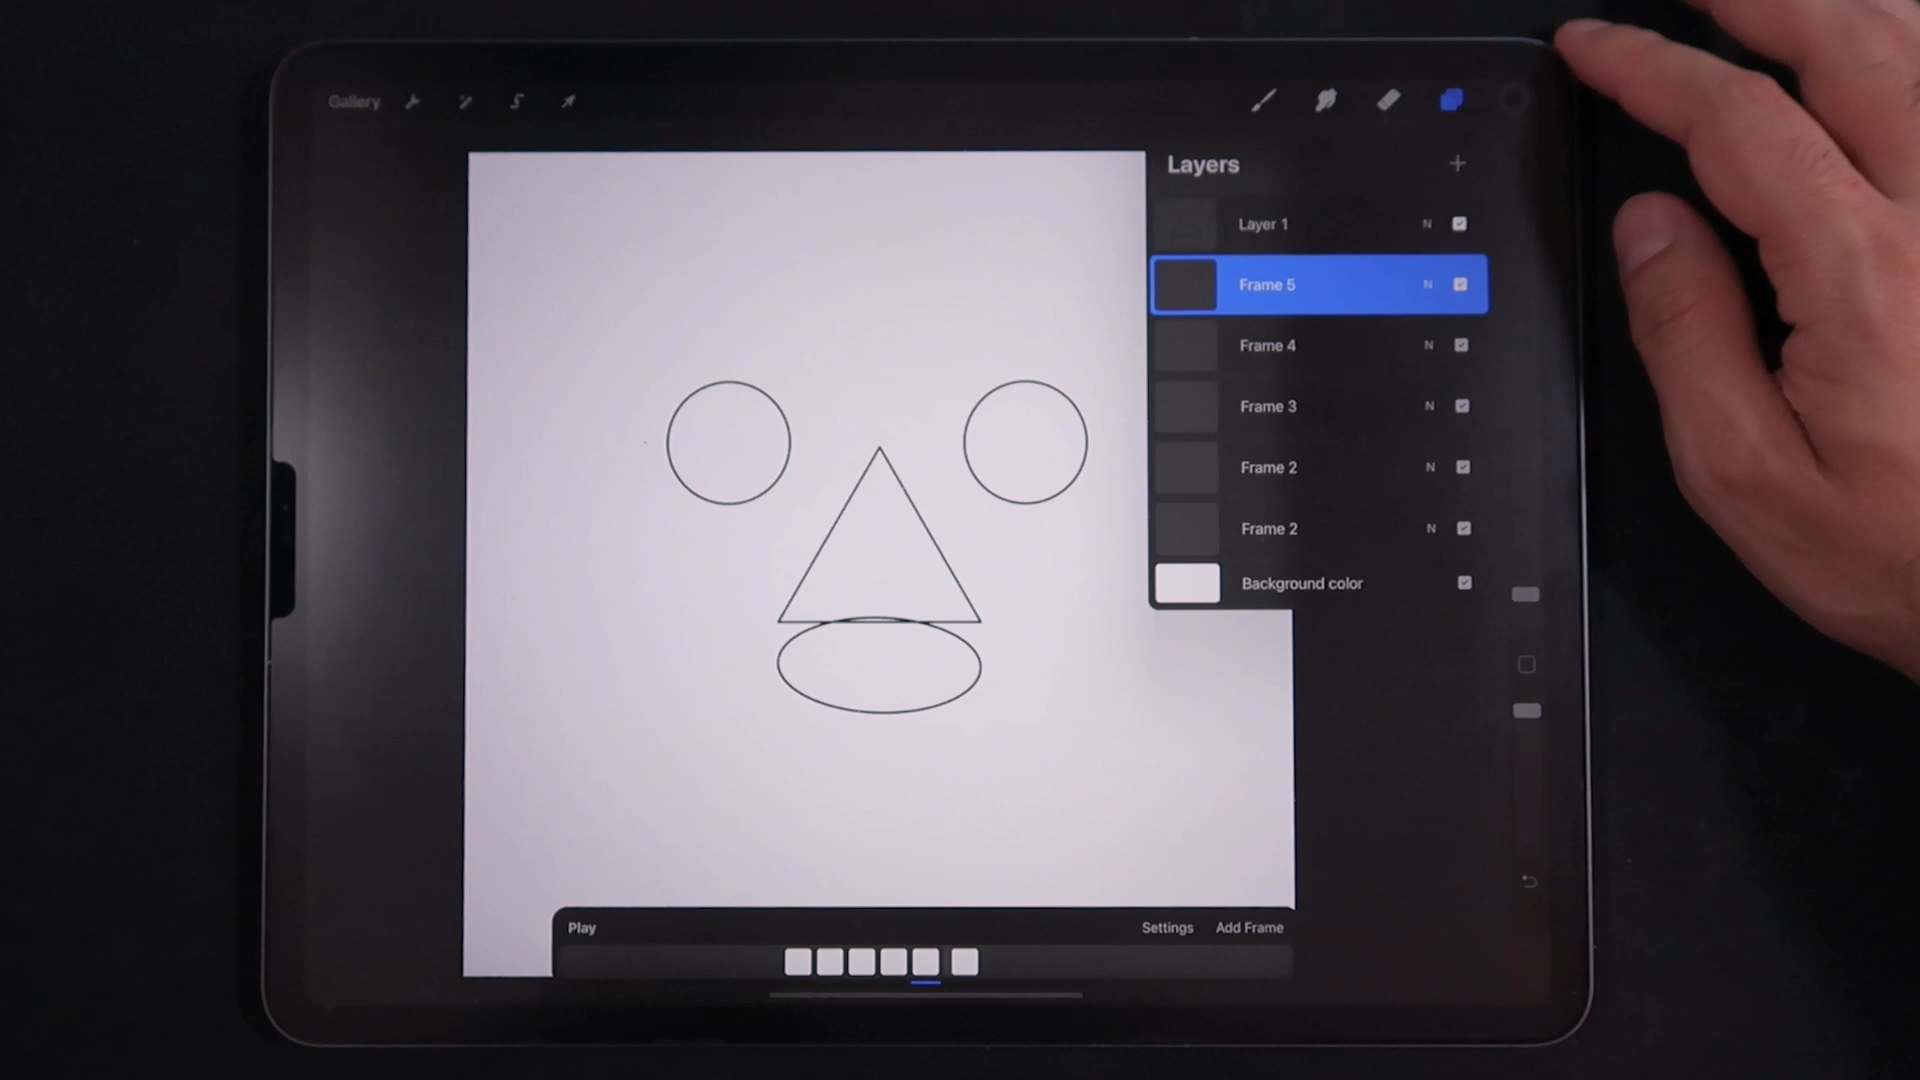 Gallery
Layers
Layer 1 N
Frame 5 N
Frame 4 N
Frame 3 N
Frame 2 N
Frame 2 N
Background color
Play Settings Add Frame